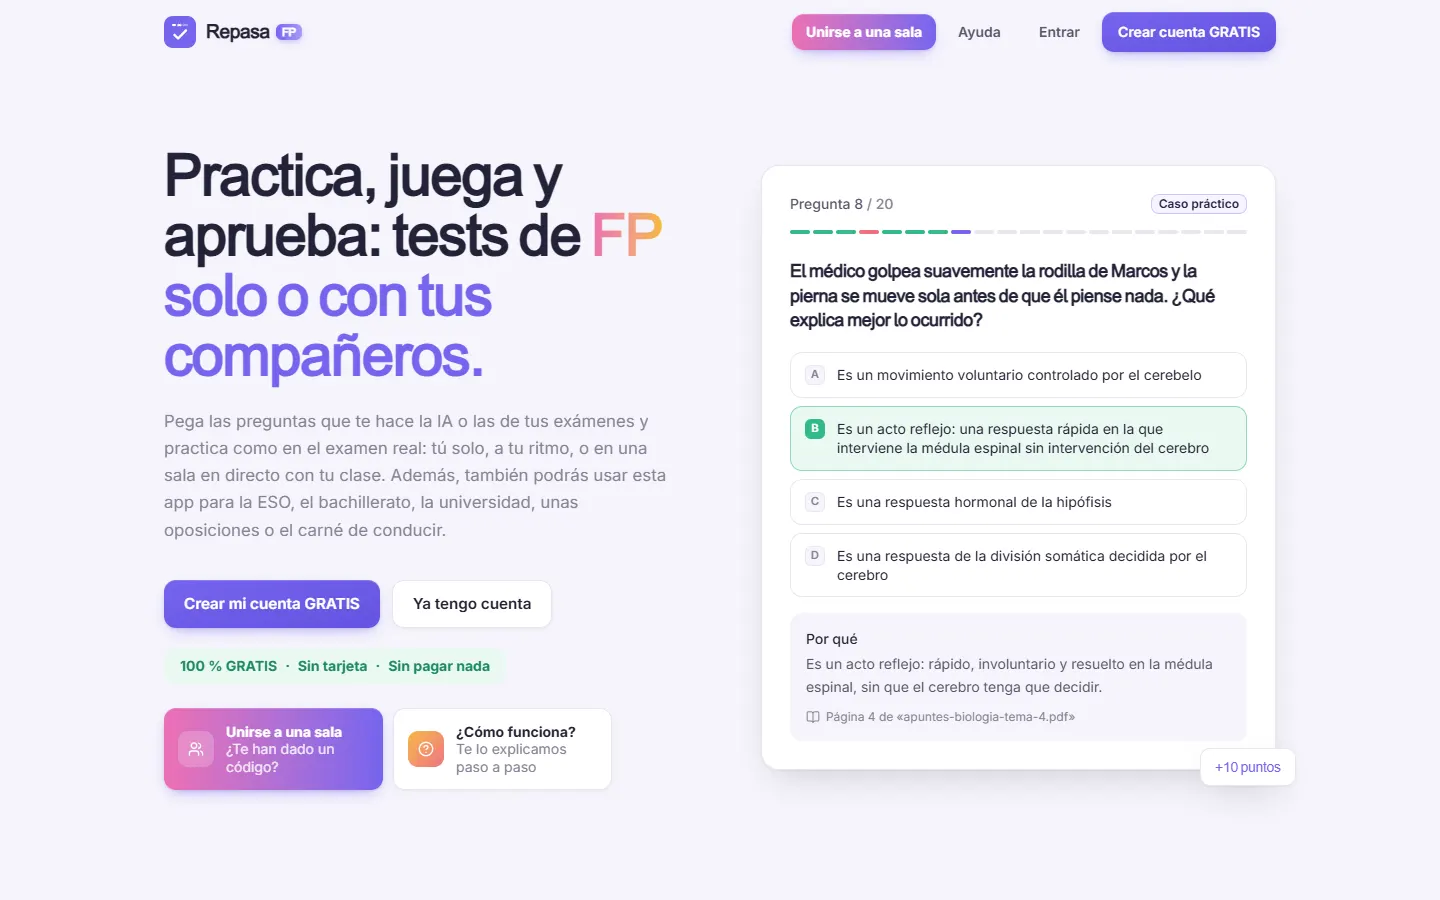 Repasa FP
Unirse a una sala
Ayuda
Entrar
Crear cuenta GRATIS
Practica, juega y
aprueba: tests de FP
solo o con tus
compañeros.
Pega las preguntas que te hace la IA o las de tus exámenes y
practica como en el examen real: tú solo, a tu ritmo, o en una
sala en directo con tu clase. Además, también podrás usar esta
app para la ESO, el bachillerato, la universidad, unas
oposiciones o el carné de conducir.
Crear mi cuenta GRATIS
Ya tengo cuenta
100 % GRATIS · Sin tarjeta · Sin pagar nada
Unirse a una sala
¿Te han dado un
código?
¿Cómo funciona?
Te lo explicamos
paso a paso
Pregunta 8 / 20
Caso práctico
El médico golpea suavemente la rodilla de Marcos y la
pierna se mueve sola antes de que él piense nada. ¿Qué
explica mejor lo ocurrido?
A Es un movimiento voluntario controlado por el cerebelo
B Es un acto reflejo: una respuesta rápida en la que
interviene la médula espinal sin intervención del cerebro
C Es una respuesta hormonal de la hipófisis
D Es una respuesta de la división somática decidida por el
cerebro
Por qué
Es un acto reflejo: rápido, involuntario y resuelto en la médula
espinal, sin que el cerebro tenga que decidir.
Página 4 de «apuntes-biologia-tema-4.pdf»
+10 puntos